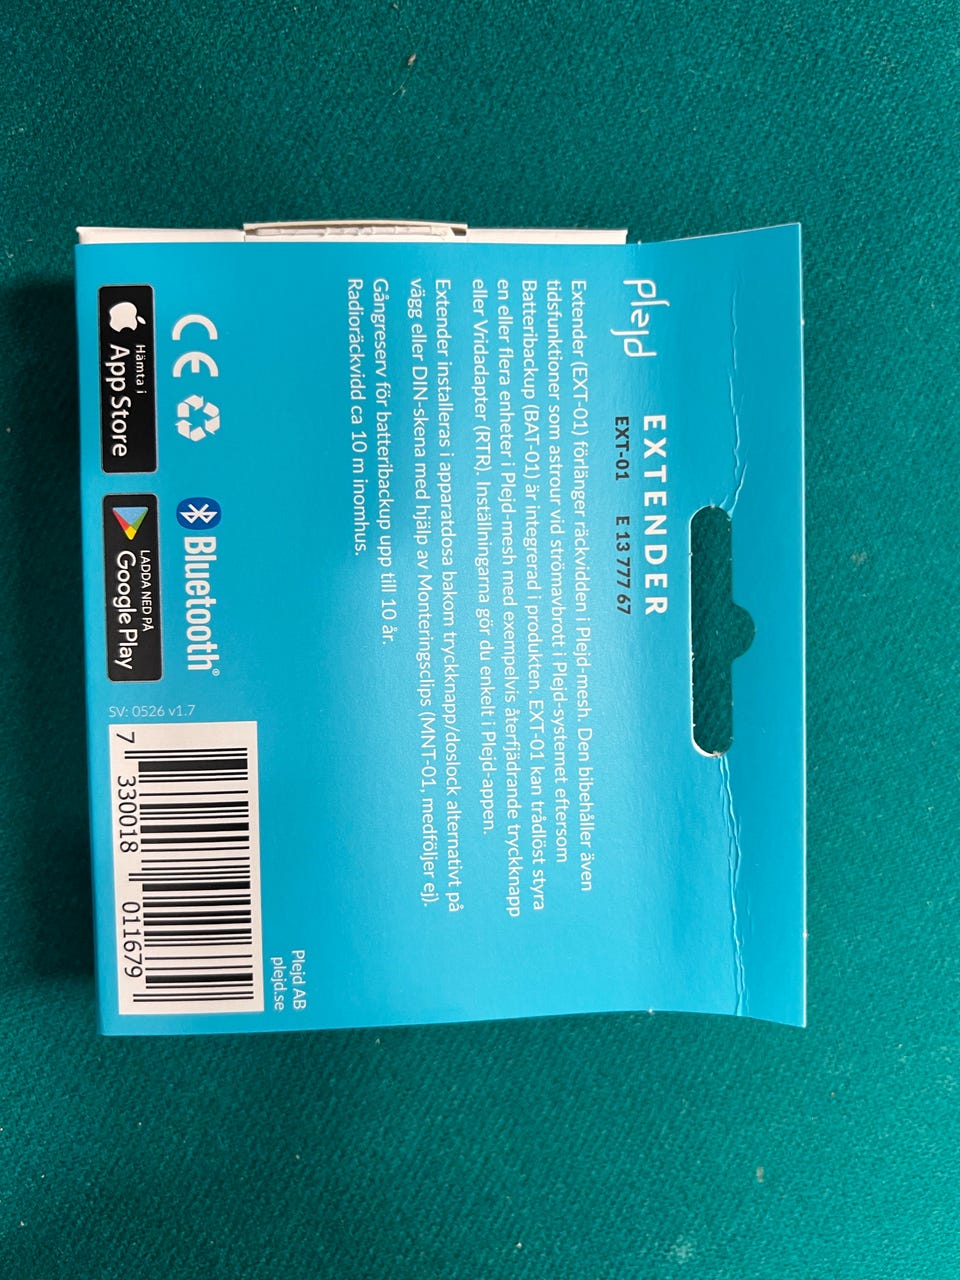 Plejd
EXTENDER
EXT-01 E 13 777 67
Extender (EXT-01) förlänger räckvidden i Plejd-mesh. Den bibehåller även
tidsfunktioner som astrour vid strömavbrott i Plejd-systemet eftersom
Batteribackup (BAT-01) är integrerad i produkten. EXT-01 kan trådlöst styra
en eller flera enheter i Plejd-mesh med exempelvis återfjädrande tryckknapp
eller Vridadapter (RTR). Inställningarna gör du enkelt i Plejd-appen.
Extender installeras i apparatdosa bakom tryckknapp/doslock alternativt på
vägg eller DIN-skena med hjälp av Monteringsclips (MNT-01, medföljer ej).
Gångreserv för batteribackup upp till 10 år.
Radioräckvidd ca 10 m inomhus.
Plejd AB
plejd.se
CE
Bluetooth®
Hämta i
App Store
LADDA NED PÅ
Google Play
SV: 0526 v1.7
7 330018 011679